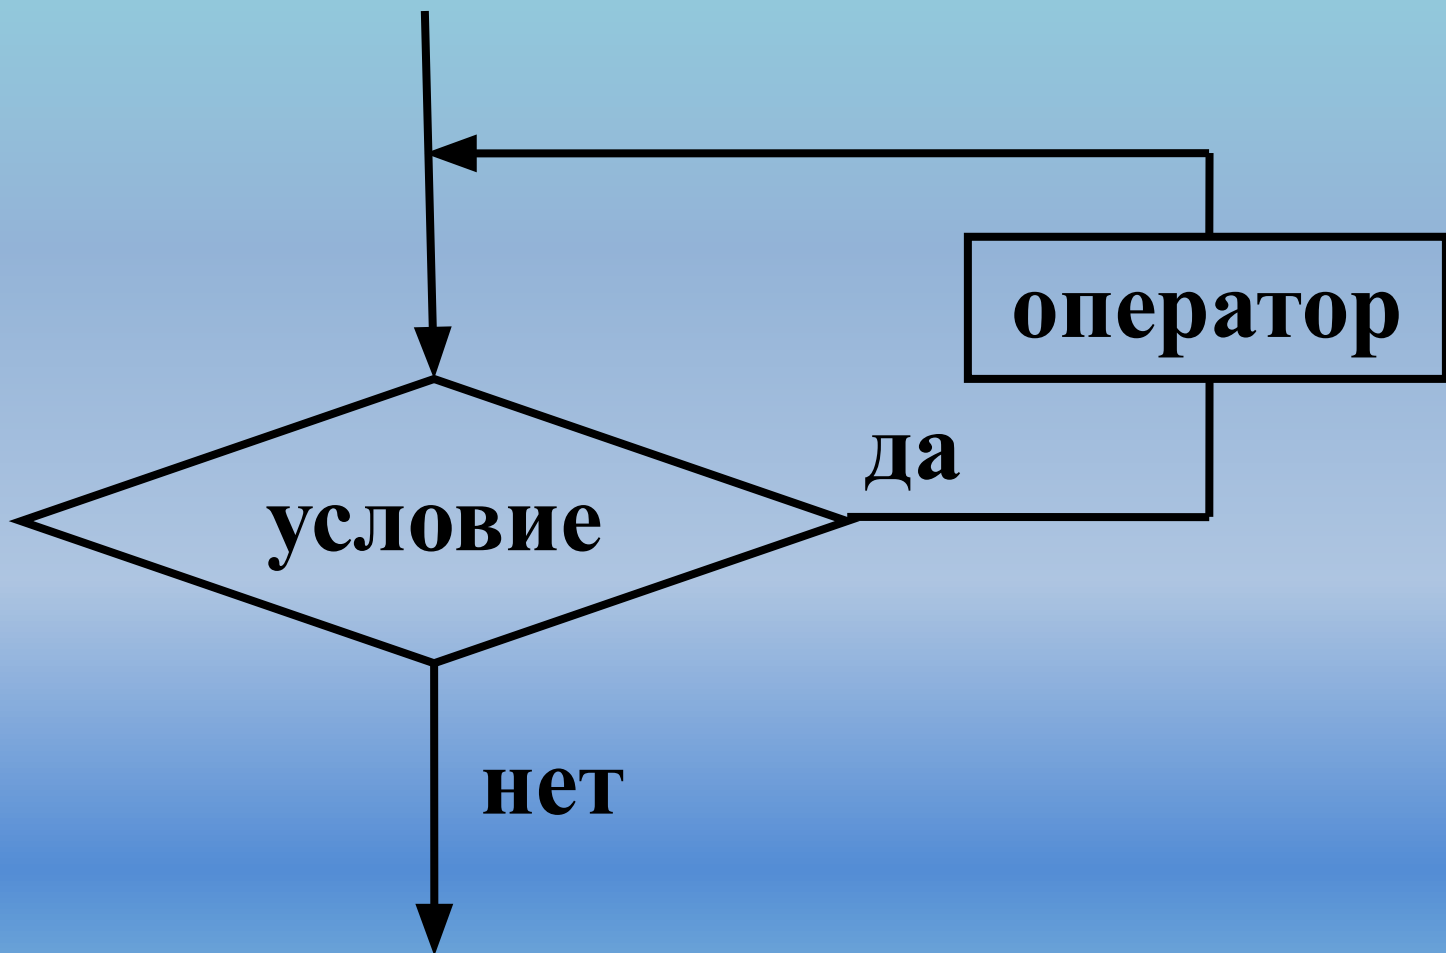 оператор
да
условие
нет